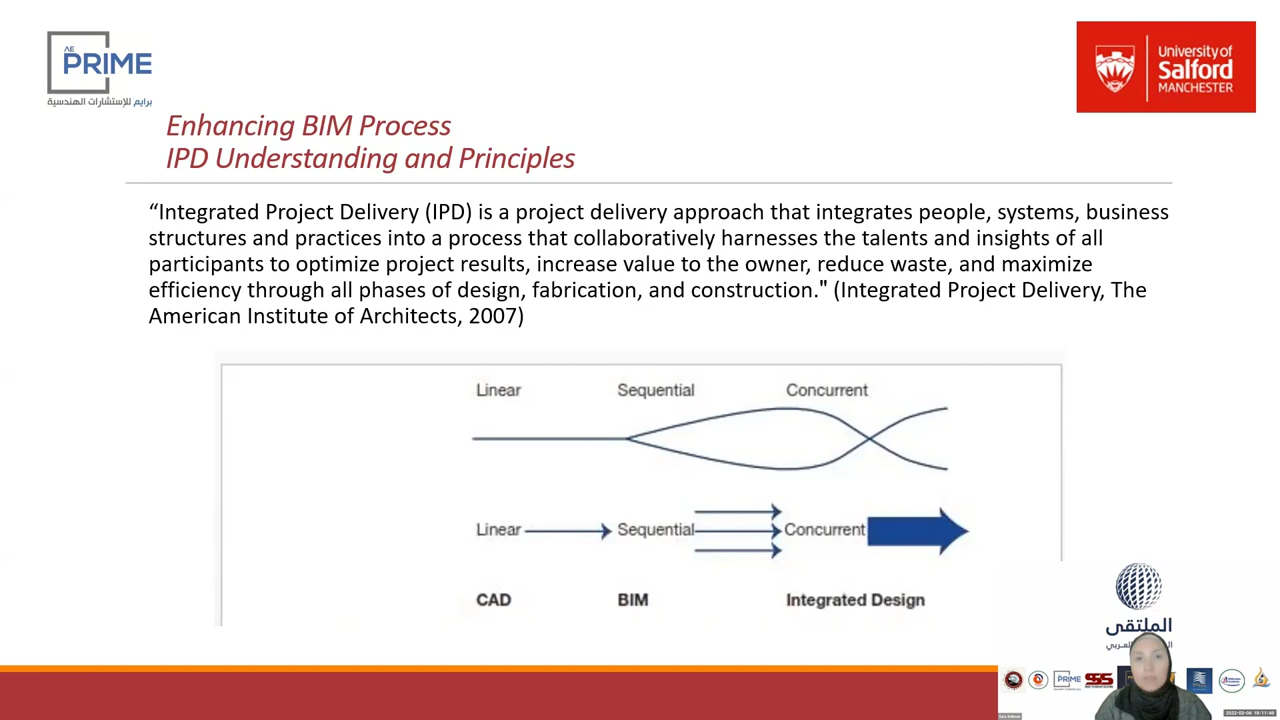 AE
PRIME
برايم للإستشارات الهندسية
University of
Salford
MANCHESTER
Enhancing BIM Process
IPD Understanding and Principles
“Integrated Project Delivery (IPD) is a project delivery approach that integrates people, systems, business
structures and practices into a process that collaboratively harnesses the talents and insights of all
participants to optimize project results, increase value to the owner, reduce waste, and maximize
efficiency through all phases of design, fabrication, and construction." (Integrated Project Delivery, The
American Institute of Architects, 2007)
Linear Sequential Concurrent
Linear Sequential Concurrent
CAD BIM Integrated Design
الملتقى
PRIME SGS